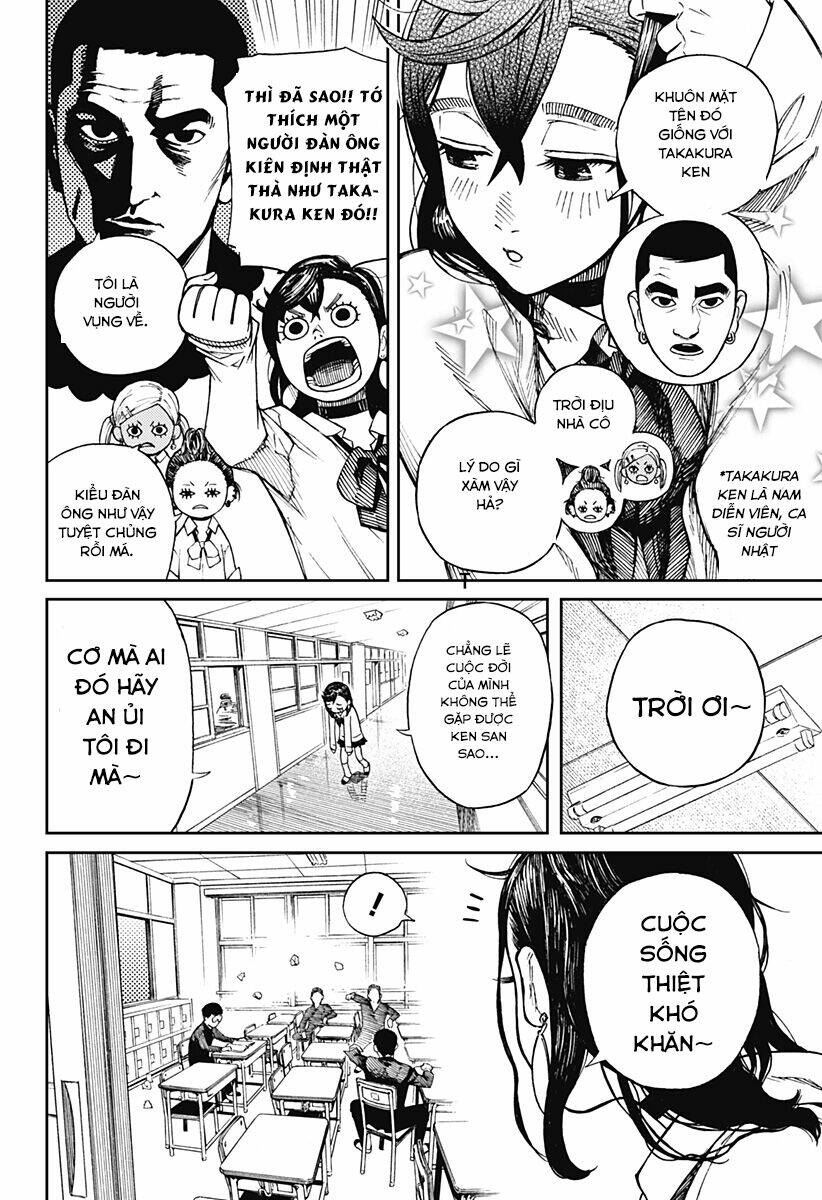 KHUÔN MẶT
TÊN ĐÓ
GIỐNG VỚI
TAKAKURA
KEN
TRỜI ĐỊU
NHÀ CÔ
LÝ DO GÌ
XÀM VẬY
HẢ?
*TAKAKURA
KEN LÀ NAM
DIỄN VIÊN, CA
SĨ NGƯỜI
NHẬT
THÌ ĐÃ SAO!! TỚ
THÍCH MỘT
NGƯỜI ĐÀN ÔNG
KIÊN ĐỊNH THẬT
THÀ NHƯ TAKA-
KURA KEN ĐÓ!!
TÔI LÀ
NGƯỜI
VỤNG VỀ.
KIỂU ĐÀN
ÔNG NHƯ VẬY
TUYỆT CHỦNG
RỒI MÁ.
T
TRỜI ƠI~
CHẲNG LẼ
CUỘC ĐỜI
CỦA MÌNH
KHÔNG THỂ
GẶP ĐƯỢC
KEN SAN
SAO...
CƠ MÀ AI
ĐÓ HÃY
AN ỦI
TÔI ĐI
MÀ~
CUỘC
SỐNG
THIỆT
KHÓ
KHĂN~
!